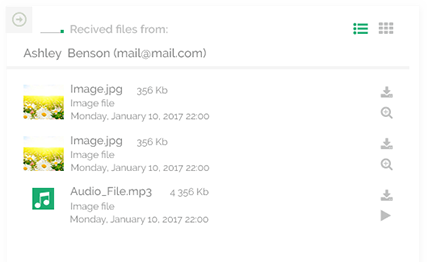 Recived files from:
Ashley Benson (mail@mail.com)
Image.jpg 356 Kb
Image file
Monday, January 10, 2017 22:00
Image.jpg 356 Kb
Image file
Monday, January 10, 2017 22:00
Audio_File.mp3 4 356 Kb
Image file
Monday, January 10, 2017 22:00